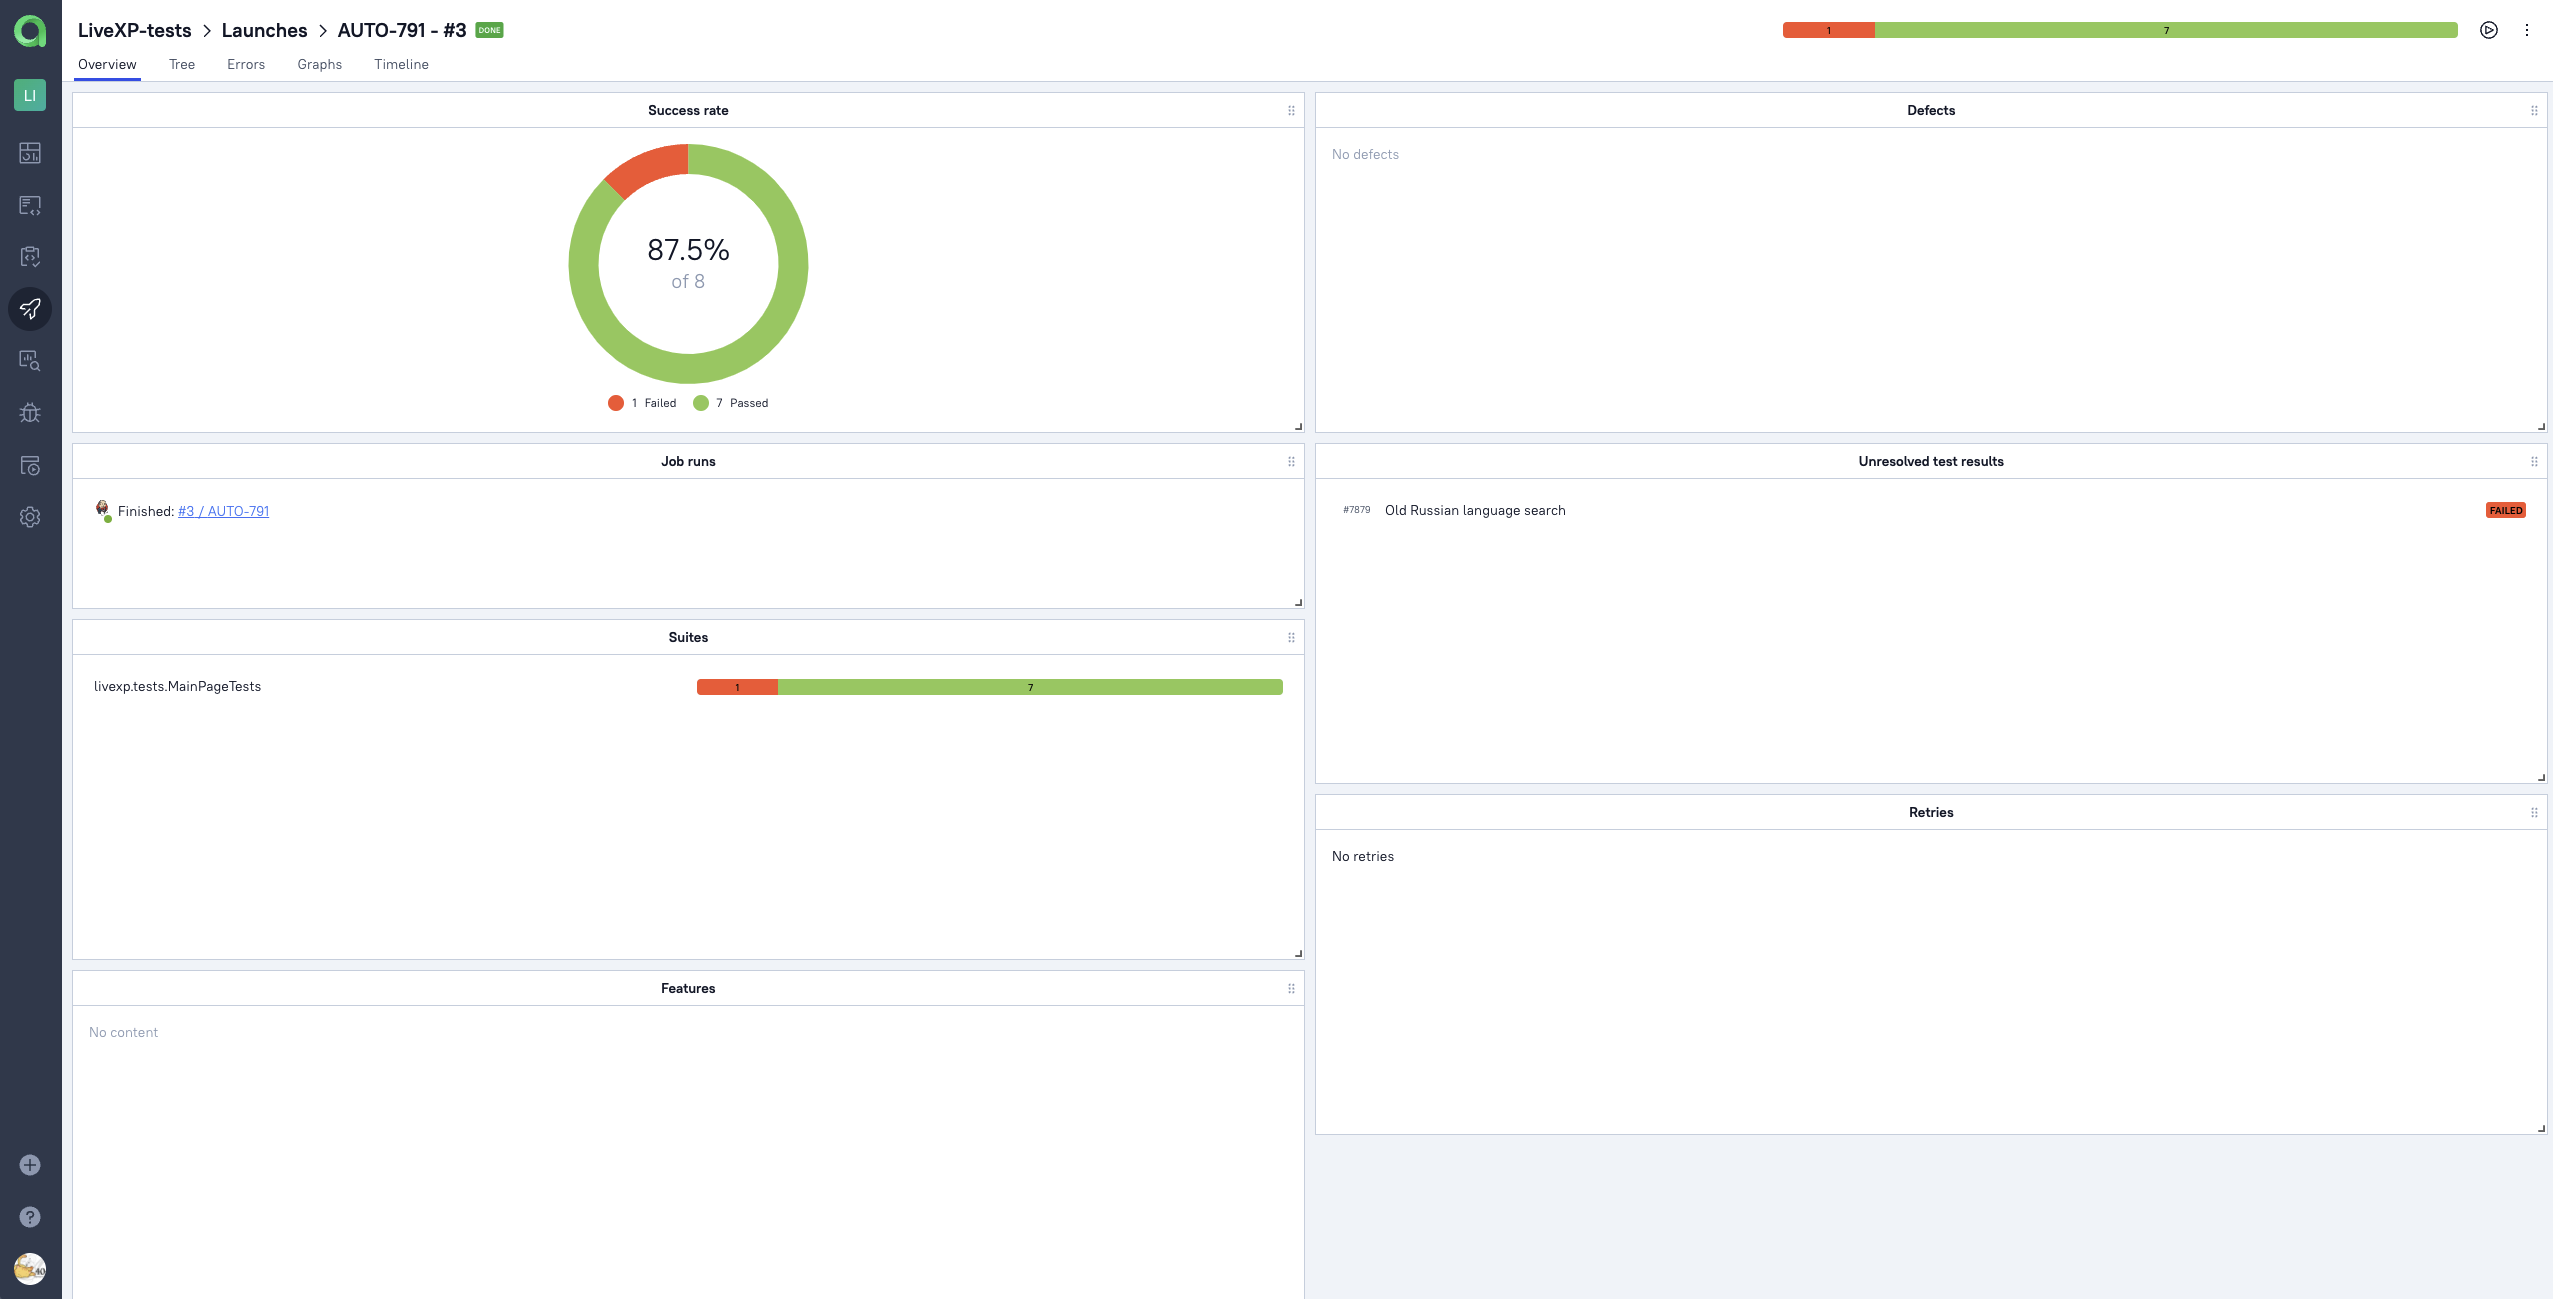 LiveXP-tests > Launches > AUTO-791 - #3 DONE
1 7
LI
Overview Tree Errors Graphs Timeline
Success rate
87.5%
of 8
1 Failed 7 Passed
Defects
No defects
Job runs
Finished: #3 / AUTO-791
Unresolved test results
#7879 Old Russian language search FAILED
Suites
livexp.tests.MainPageTests 1 7
Retries
No retries
Features
No content